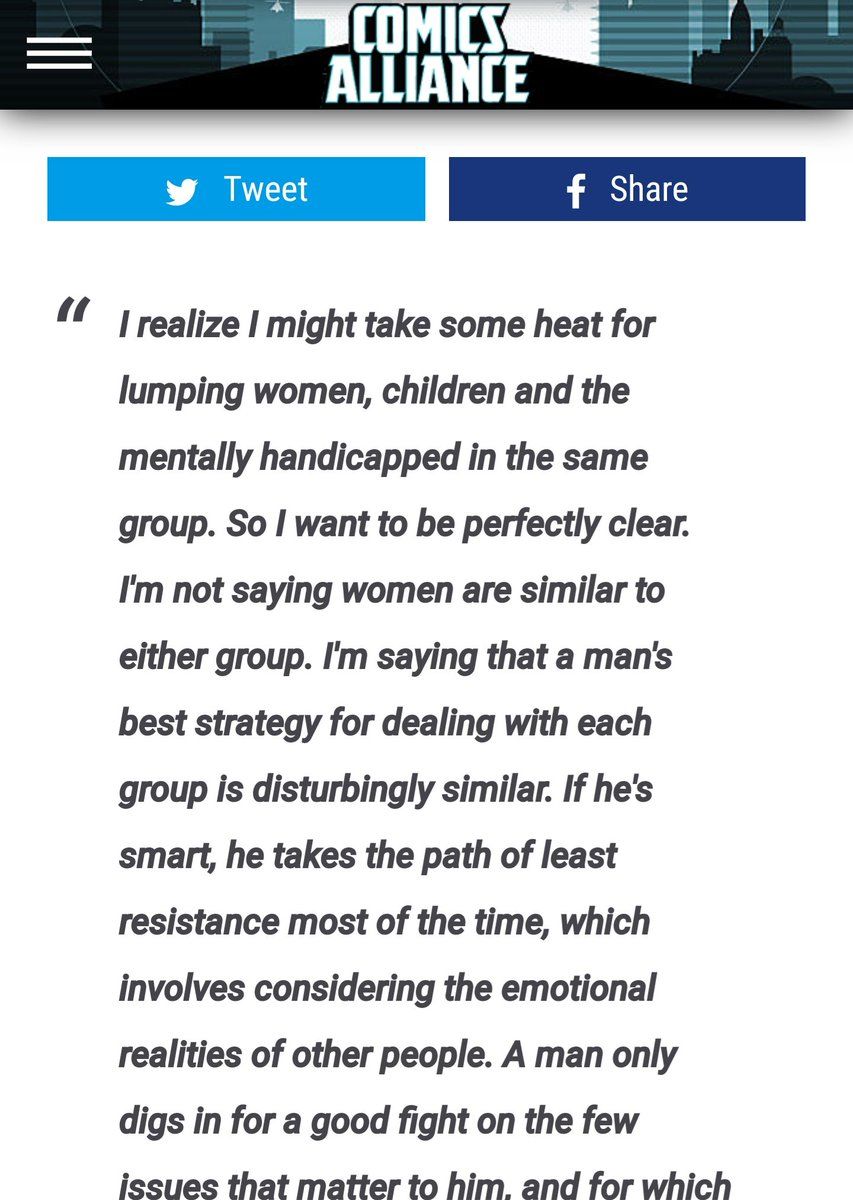 COMICS
ALLIANCE
Tweet
Share
“ I realize I might take some heat for
lumping women, children and the
mentally handicapped in the same
group. So I want to be perfectly clear.
I'm not saying women are similar to
either group. I'm saying that a man's
best strategy for dealing with each
group is disturbingly similar. If he's
smart, he takes the path of least
resistance most of the time, which
involves considering the emotional
realities of other people. A man only
digs in for a good fight on the few
issues that matter to him, and for which